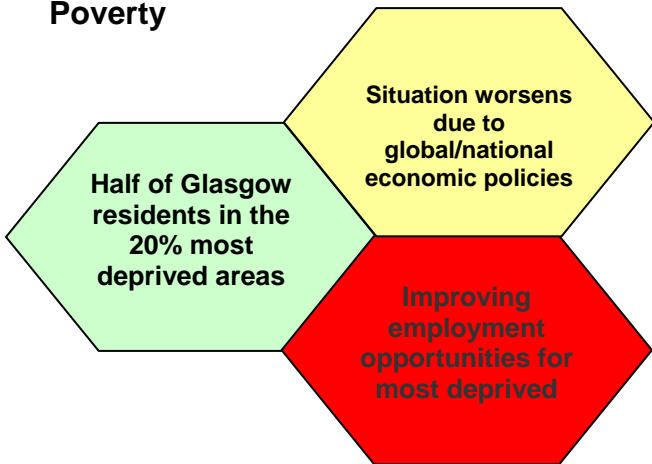 Poverty
Situation worsens
due to
global/national
economic policies
Half of Glasgow
residents in the
20% most
deprived areas
Improving
employment
opportunities for
most deprived